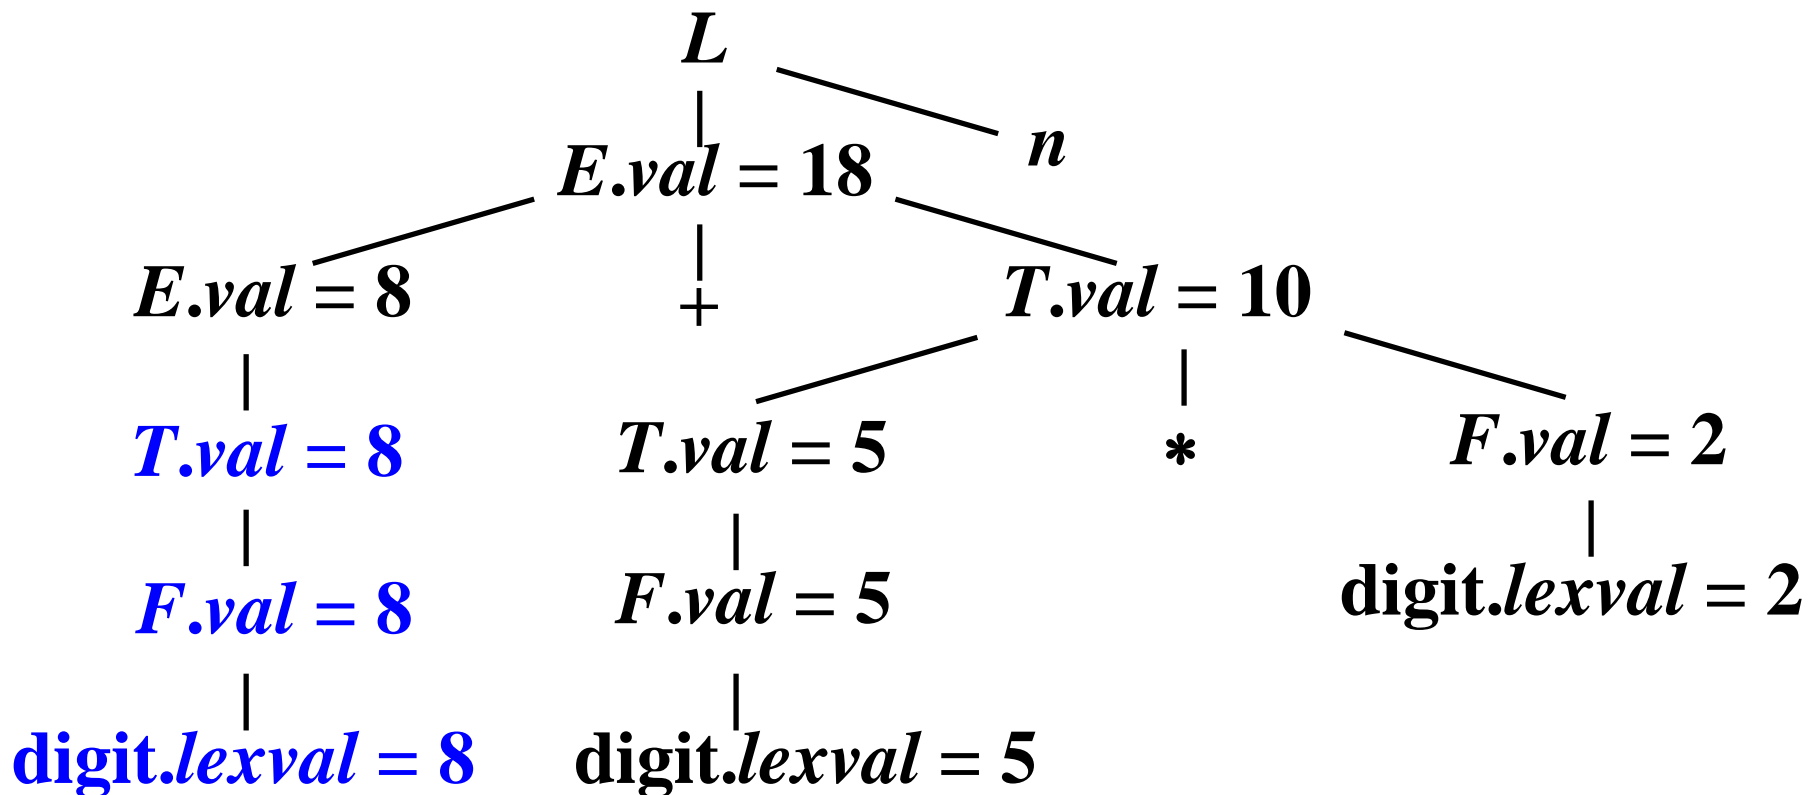 L
n
E.val = 18
E.val = 8 + T.val = 10
T.val = 8 T.val = 5 * F.val = 2
F.val = 8 F.val = 5 digit.lexval = 2
digit.lexval = 8 digit.lexval = 5